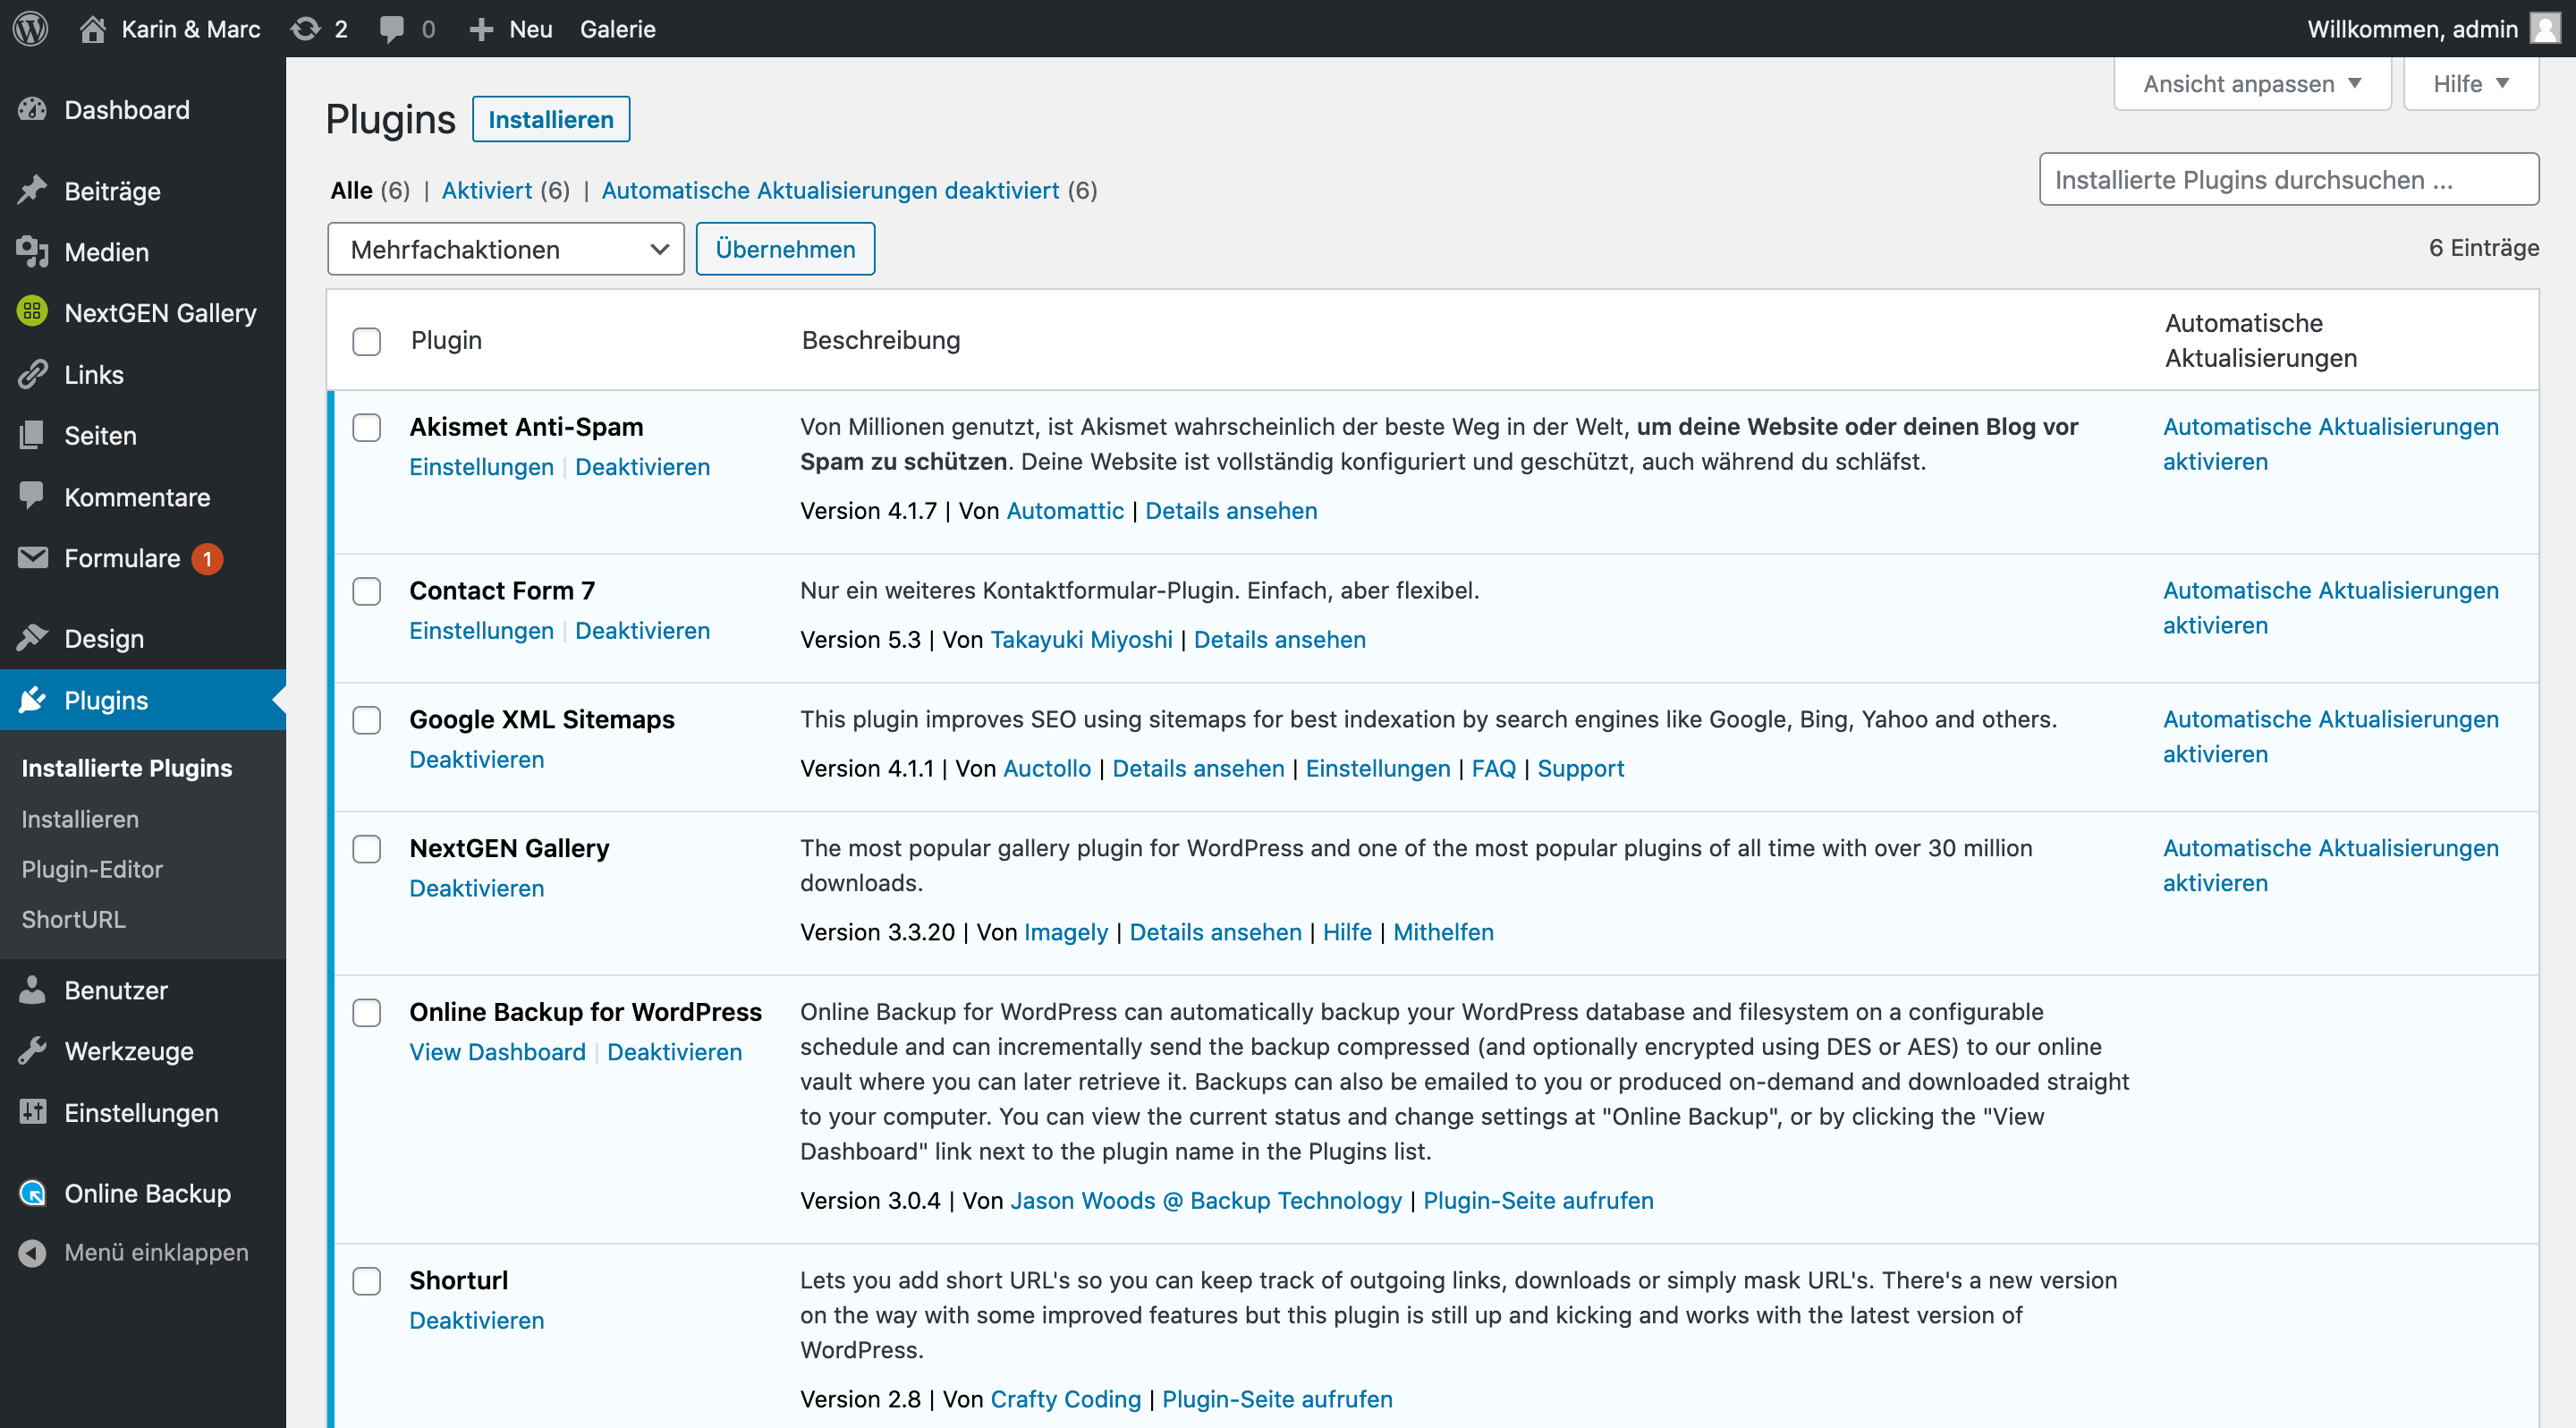 Karin & Marc 2 0 Neu Galerie Willkommen, admin
Ansicht anpassen Hilfe
Dashboard
Beiträge
Medien
NextGEN Gallery
Links
Seiten
Kommentare
Formulare 1
Design
Plugins
Installierte Plugins
Installieren
Plugin-Editor
ShortURL
Benutzer
Werkzeuge
Einstellungen
Online Backup
Menü einklappen
Plugins Installieren
Alle (6) | Aktiviert (6) | Automatische Aktualisierungen deaktiviert (6)
Installierte Plugins durchsuchen ...
Mehrfachaktionen Übernehmen
6 Einträge
Plugin Beschreibung Automatische
Aktualisierungen
Akismet Anti-Spam
Einstellungen | Deaktivieren
Von Millionen genutzt, ist Akismet wahrscheinlich der beste Weg in der Welt, um deine Website oder deinen Blog vor
Spam zu schützen. Deine Website ist vollständig konfiguriert und geschützt, auch während du schläfst.
Version 4.1.7 | Von Automattic | Details ansehen
Automatische Aktualisierungen
aktivieren
Contact Form 7
Einstellungen | Deaktivieren
Nur ein weiteres Kontaktformular-Plugin. Einfach, aber flexibel.
Version 5.3 | Von Takayuki Miyoshi | Details ansehen
Automatische Aktualisierungen
aktivieren
Google XML Sitemaps
Deaktivieren
This plugin improves SEO using sitemaps for best indexation by search engines like Google, Bing, Yahoo and others.
Version 4.1.1 | Von Auctollo | Details ansehen | Einstellungen | FAQ | Support
Automatische Aktualisierungen
aktivieren
NextGEN Gallery
Deaktivieren
The most popular gallery plugin for WordPress and one of the most popular plugins of all time with over 30 million
downloads.
Version 3.3.20 | Von Imagely | Details ansehen | Hilfe | Mithelfen
Automatische Aktualisierungen
aktivieren
Online Backup for WordPress
View Dashboard | Deaktivieren
Online Backup for WordPress can automatically backup your WordPress database and filesystem on a configurable
schedule and can incrementally send the backup compressed (and optionally encrypted using DES or AES) to our online
vault where you can later retrieve it. Backups can also be emailed to you or produced on-demand and downloaded straight
to your computer. You can view the current status and change settings at "Online Backup", or by clicking the "View
Dashboard" link next to the plugin name in the Plugins list.
Version 3.0.4 | Von Jason Woods @ Backup Technology | Plugin-Seite aufrufen
Shorturl
Deaktivieren
Lets you add short URL's so you can keep track of outgoing links, downloads or simply mask URL's. There's a new version
on the way with some improved features but this plugin is still up and kicking and works with the latest version of
WordPress.
Version 2.8 | Von Crafty Coding | Plugin-Seite aufrufen